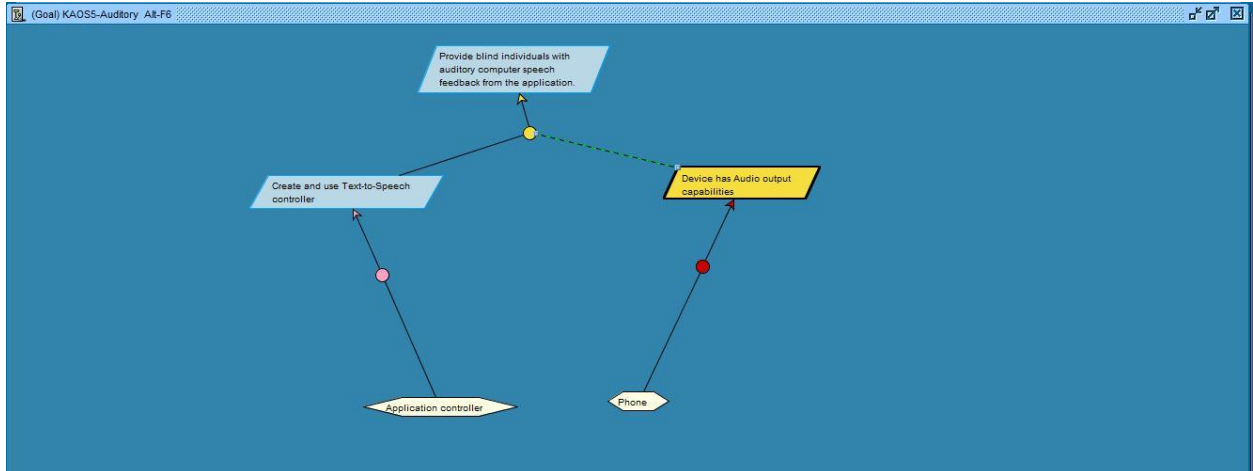 (Goal) KAOS5-Auditory Alt-F6
Provide blind individuals with
auditory computer speech
feedback from the application.
Create and use Text-to-Speech
controller
Device has Audio output
capabilities
Application controller
Phone